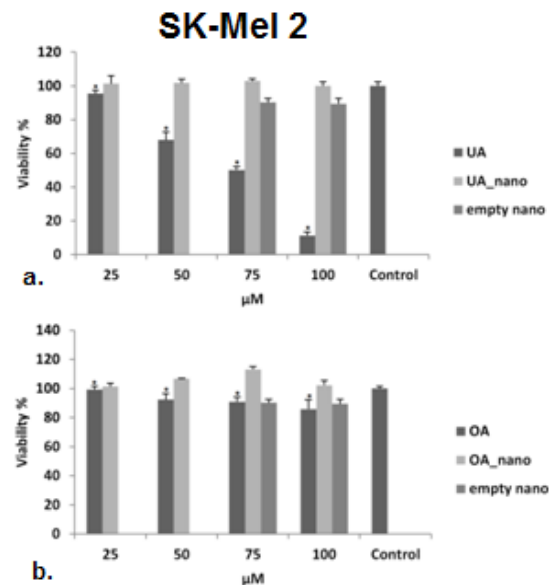 SK-Mel 2
120
100
80
60
40
20
0
Viability %
* * * *
25 50 75 100 Control
µM
UA
UA_nano
empty nano
a.
140
120
100
80
60
40
20
0
Viability %
* * * *
25 50 75 100 Control
µM
OA
OA_nano
empty nano
b.